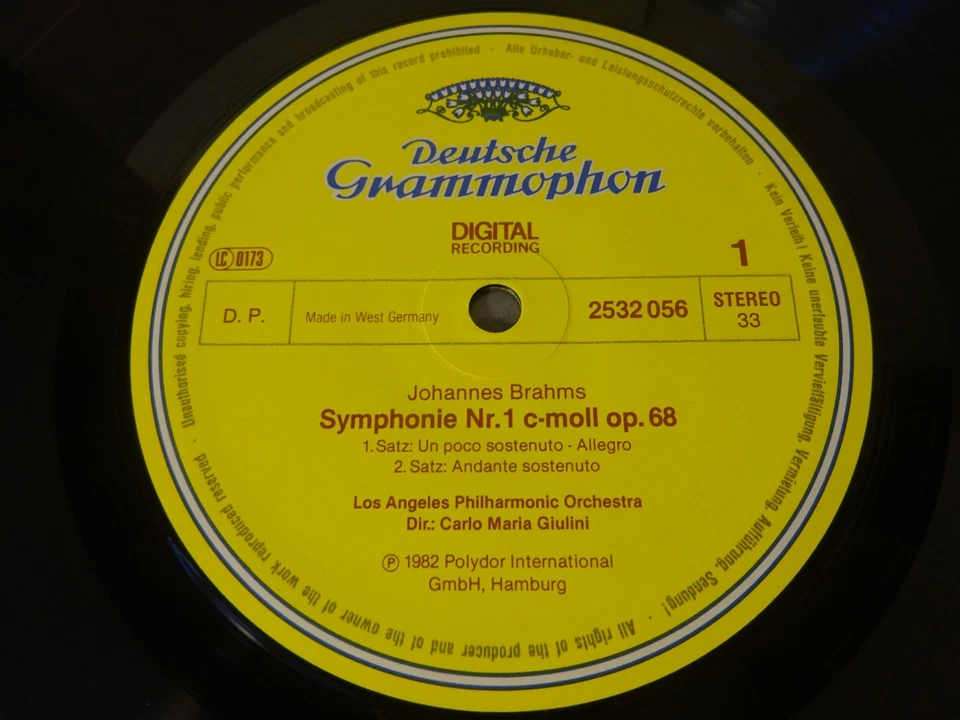 Deutsche
Grammophon
DIGITAL
RECORDING
LC 0173
1
D. P.
Made in West Germany
2532 056
STEREO
33
Johannes Brahms
Symphonie Nr. 1 c-moll op. 68
1. Satz: Un poco sostenuto - Allegro
2. Satz: Andante sostenuto
Los Angeles Philharmonic Orchestra
Dir.: Carlo Maria Giulini
℗ 1982 Polydor International
GmbH, Hamburg
Alle Urheber- und Leistungsschutzrechte vorbehalten · Kein Verleih! Keine unerlaubte Vervielfältigung, Vermietung, Aufführung, Sendung! · All rights of the producer and of the owner of the work reproduced reserved · Unauthorised copying, hiring, lending, public performance and broadcasting of this record prohibited ·